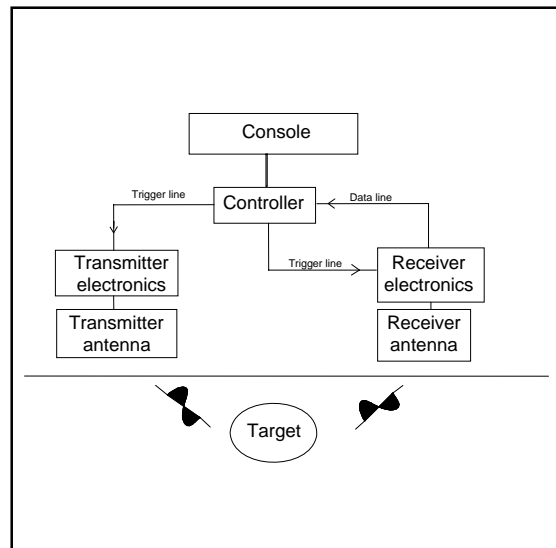 Console
Trigger line
Controller
Data line
Transmitter
electronics
Trigger line
Receiver
electronics
Transmitter
antenna
Receiver
antenna
Target